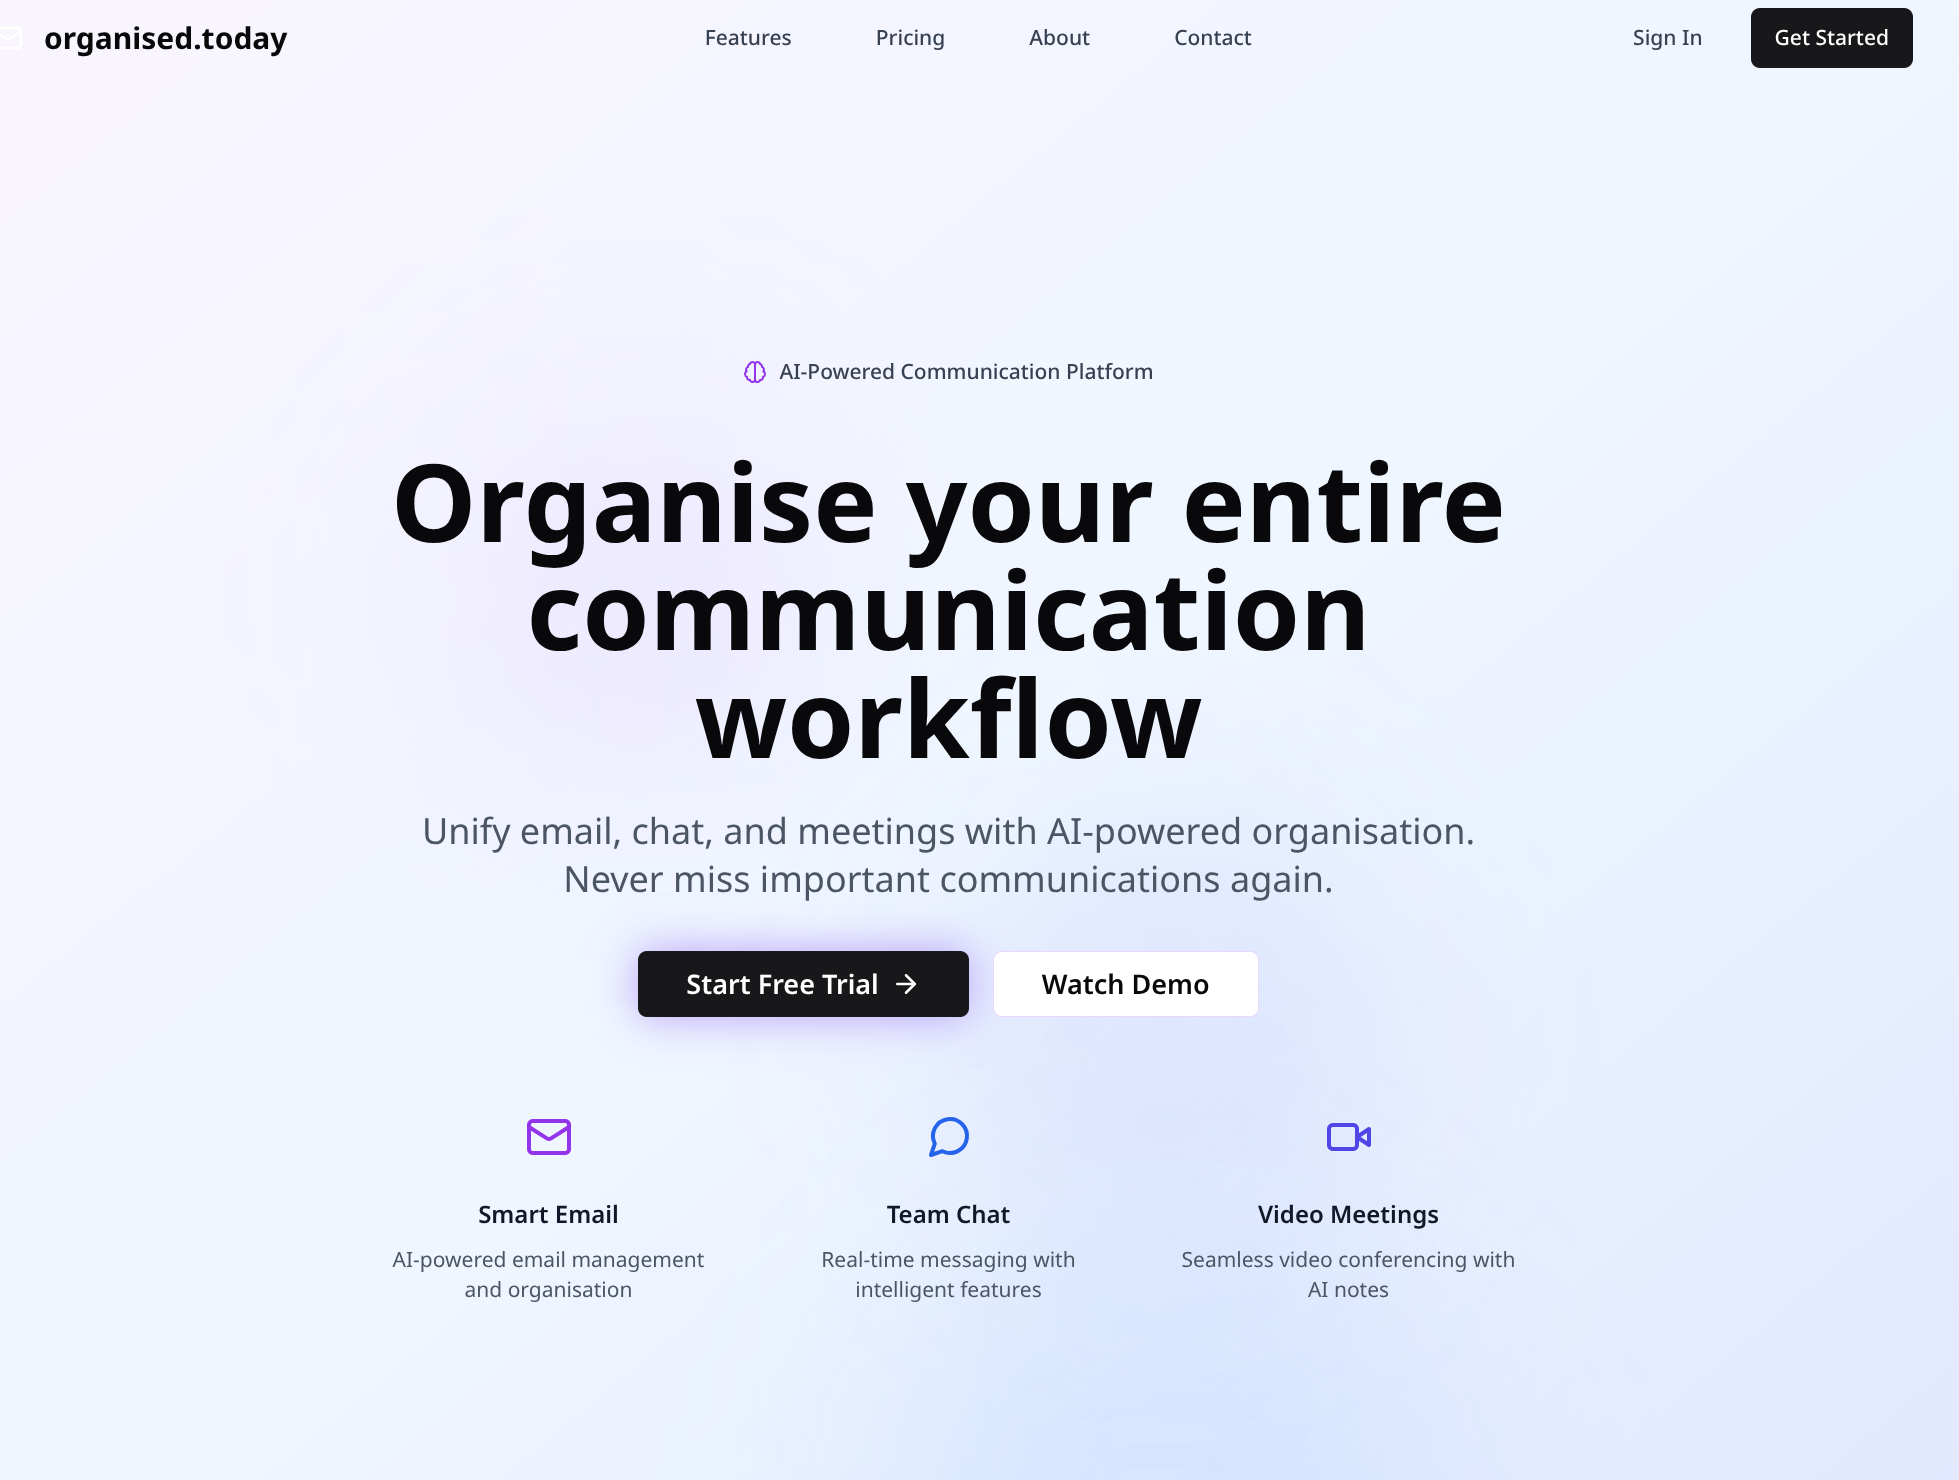 organised.today
Features
Pricing
About
Contact
Sign In
Get Started
AI-Powered Communication Platform
Organise your entire
communication
workflow
Unify email, chat, and meetings with AI-powered organisation.
Never miss important communications again.
Start Free Trial
Watch Demo
Smart Email
AI-powered email management
and organisation
Team Chat
Real-time messaging with
intelligent features
Video Meetings
Seamless video conferencing with
AI notes